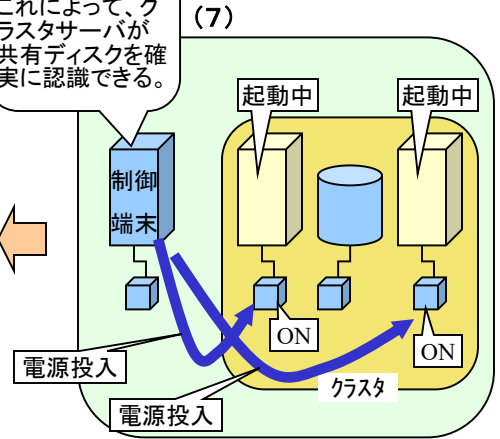 これによって、ク
ラスタサーバが
共有ディスクを確
実に認識できる。
(7)
起動中
起動中
制御
端末
ON
ON
電源投入
クラスタ
電源投入